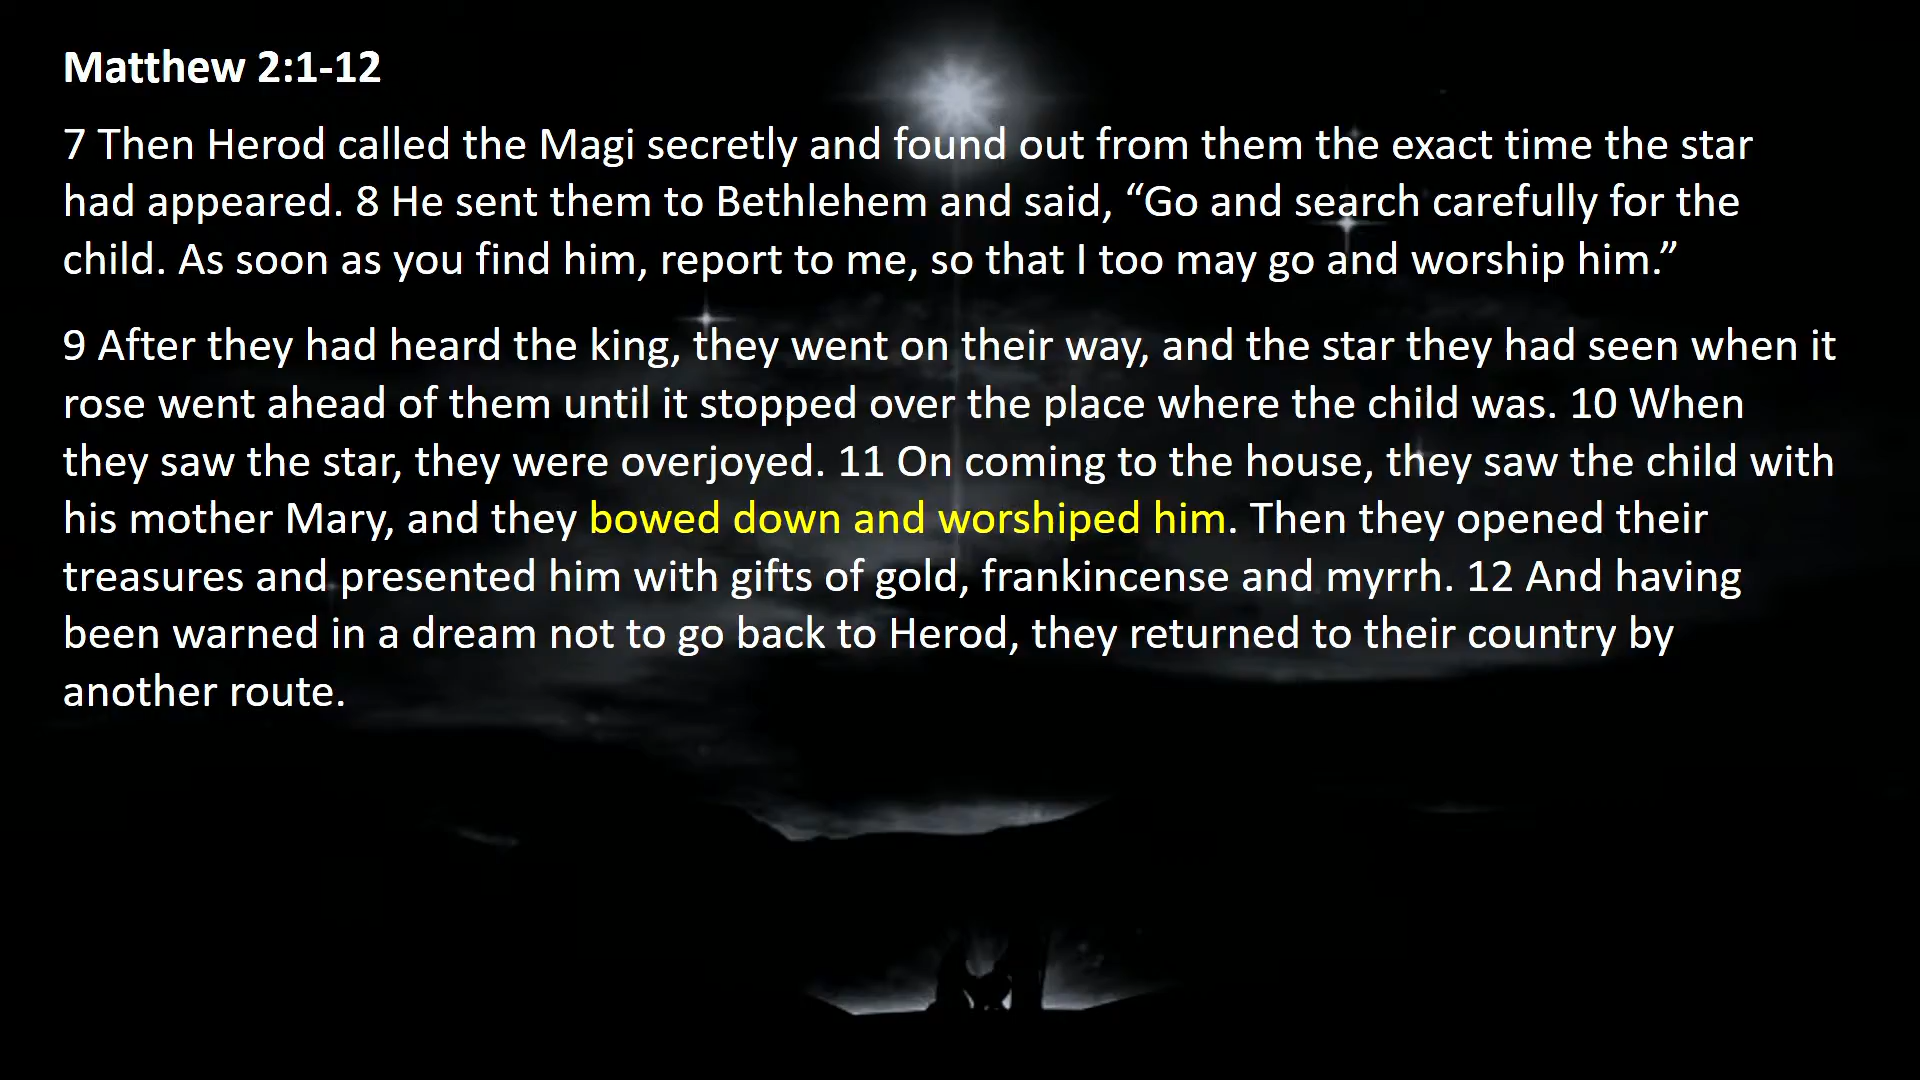 Matthew 2:1-12
7 Then Herod called the Magi secretly and found out from them the exact time the star
had appeared. 8 He sent them to Bethlehem and said, “Go and search carefully for the
child. As soon as you find him, report to me, so that I too may go and worship him.”
9 After they had heard the king, they went on their way, and the star they had seen when it
rose went ahead of them until it stopped over the place where the child was. 10 When
they saw the star, they were overjoyed. 11 On coming to the house, they saw the child with
his mother Mary, and they bowed down and worshiped him. Then they opened their
treasures and presented him with gifts of gold, frankincense and myrrh. 12 And having
been warned in a dream not to go back to Herod, they returned to their country by
another route.